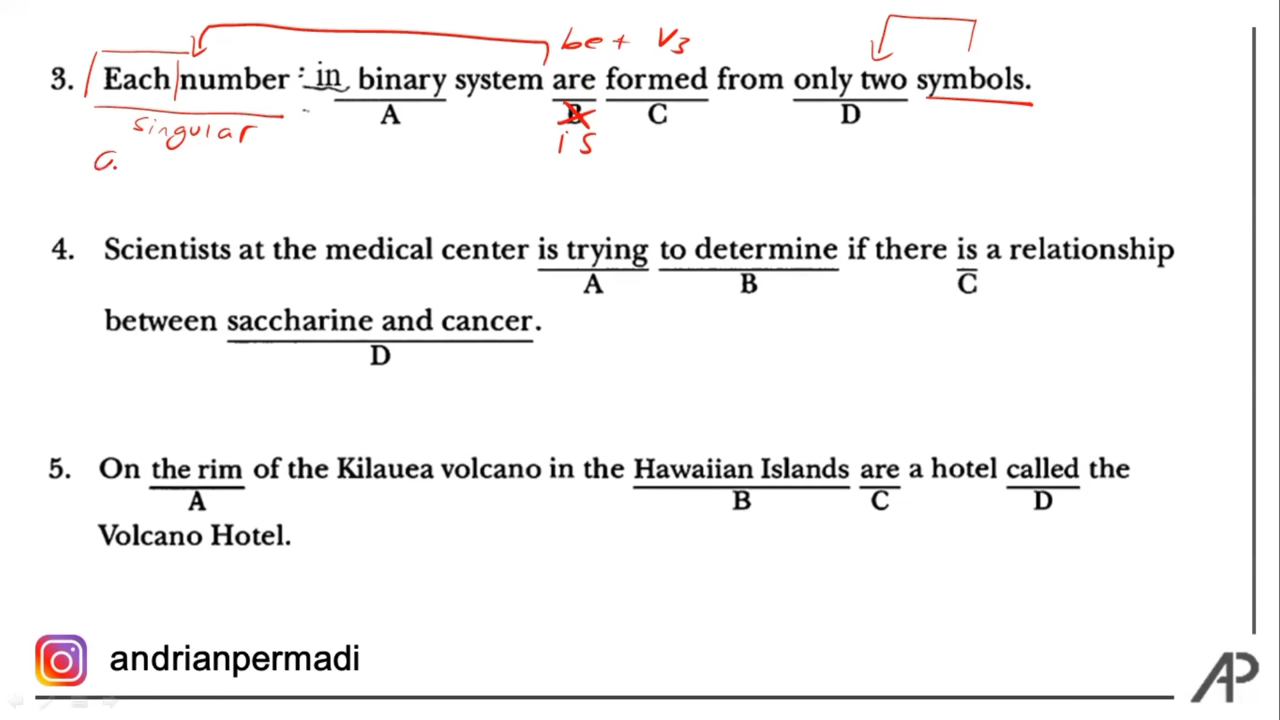 be + V3
3. Each number in binary system are formed from only two symbols.
A B C D
singular is
a.
4. Scientists at the medical center is trying to determine if there is a relationship
A B C
between saccharine and cancer.
D
5. On the rim of the Kilauea volcano in the Hawaiian Islands are a hotel called the
A B C D
Volcano Hotel.
andrianpermadi
AP